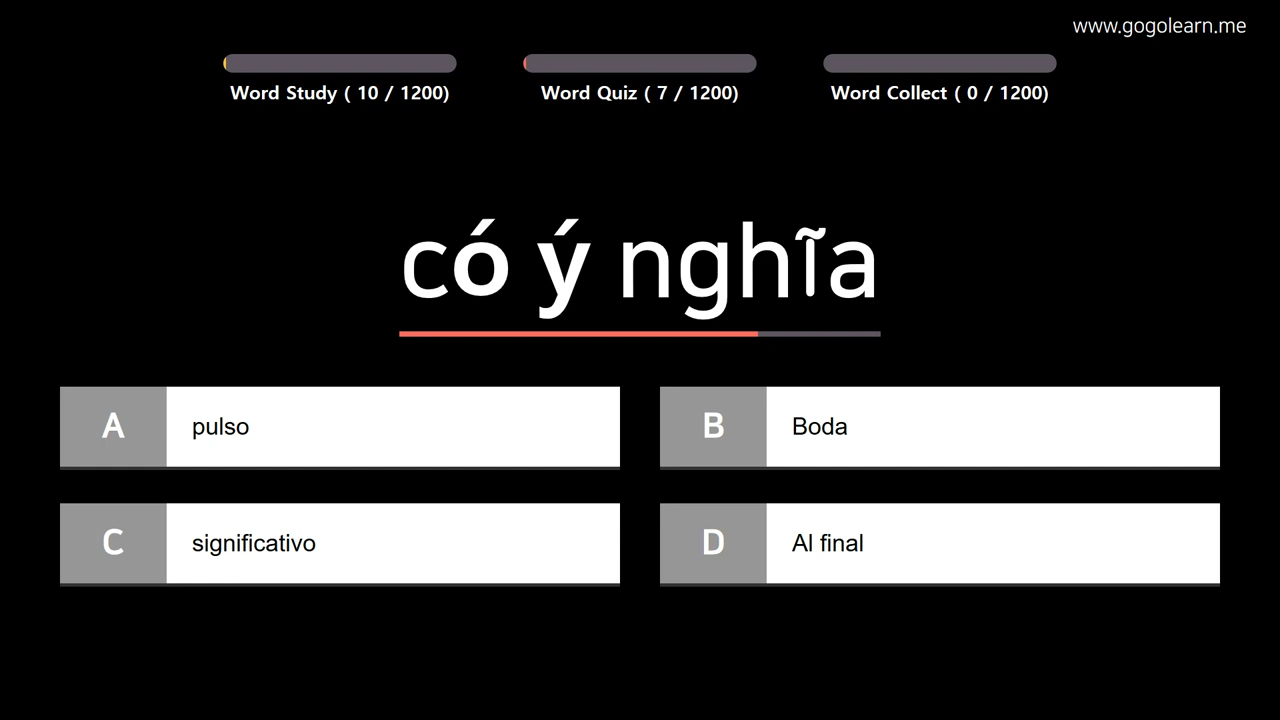 www.gogolearn.me
Word Study ( 10 / 1200)
Word Quiz ( 7 / 1200)
Word Collect ( 0 / 1200)
có ý nghĩa
A pulso
B Boda
C significativo
D Al final